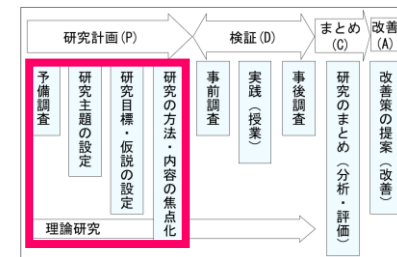 研究計画(P)
検証(D)
まとめ
(C)
改善
(A)
予備調査
研究主題の設定
研究目標・仮説の設定
研究の方法・内容の焦点化
事前調査
実践(授業)
事後調査
研究のまとめ(分析・評価)
改善策の提案(改善)
理論研究